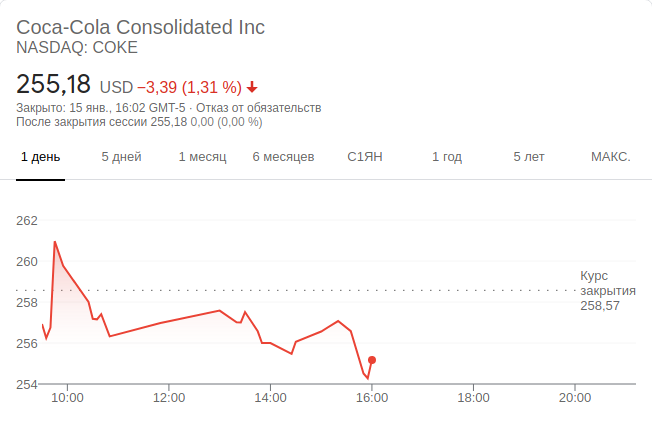 Coca-Cola Consolidated Inc
NASDAQ: COKE
255,18 USD −3,39 (1,31 %)
Закрыто: 15 янв., 16:02 GMT-5 · Отказ от обязательств
После закрытия сессии 255,18 0,00 (0,00 %)
1 день 5 дней 1 месяц 6 месяцев С1ЯН 1 год 5 лет МАКС.
262
260
Курс
закрытия
258,57
258
256
254
10:00 12:00 14:00 16:00 18:00 20:00